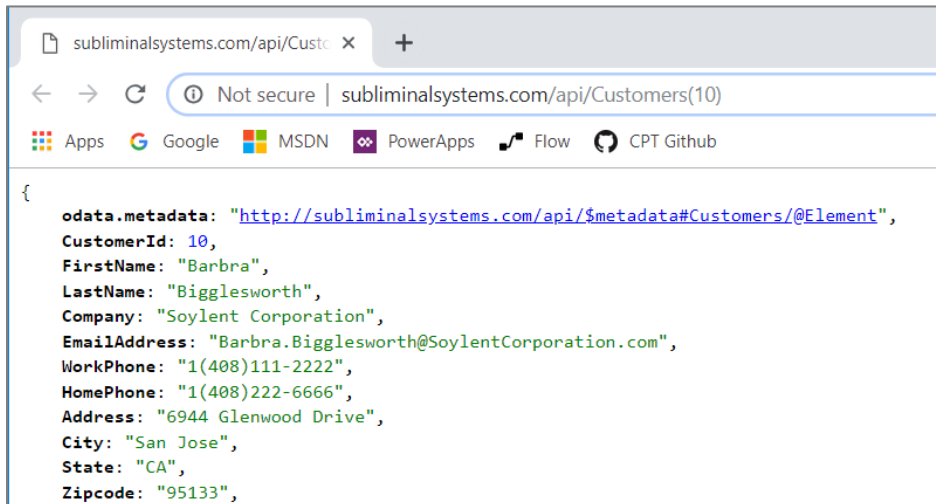 subliminalsystems.com/api/Custo
Not secure | subliminalsystems.com/api/Customers(10)
Apps Google MSDN PowerApps Flow CPT Github
{
odata.metadata: "http://subliminalsystems.com/api/$metadata#Customers/@Element",
CustomerId: 10,
FirstName: "Barbra",
LastName: "Bigglesworth",
Company: "Soylent Corporation",
EmailAddress: "Barbra.Bigglesworth@SoylentCorporation.com",
WorkPhone: "1(408)111-2222",
HomePhone: "1(408)222-6666",
Address: "6944 Glenwood Drive",
City: "San Jose",
State: "CA",
Zipcode: "95133",